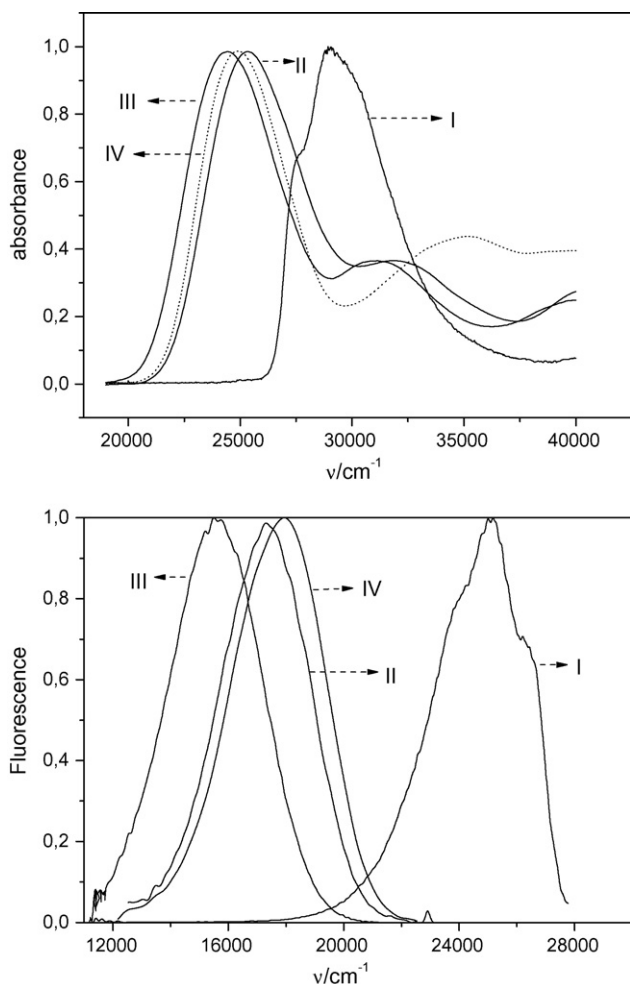 1,0
II
III
I
0,8
IV
absorbance
0,6
0,4
0,2
0,0
20000 25000 30000 35000 40000
ν/cm⁻¹
1,0
III
IV
0,8
II
I
Fluorescence
0,6
0,4
0,2
0,0
12000 16000 20000 24000 28000
ν/cm⁻¹